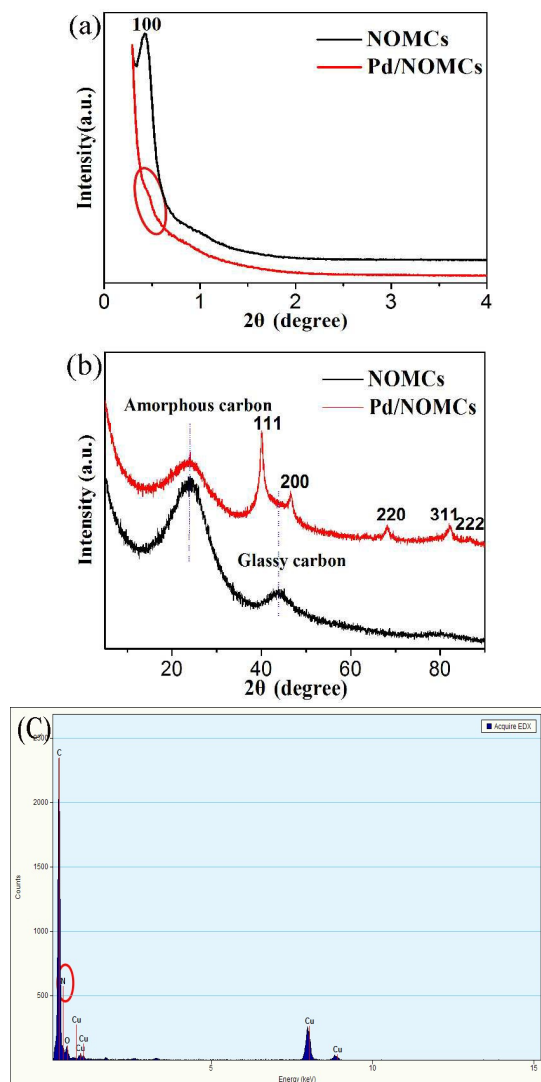 (a)
100
NOMCs
Pd/NOMCs
Intensity(a.u.)
0 1 2 3 4
2θ (degree)
(b)
NOMCs
Pd/NOMCs
Amorphous carbon
111
200
220
311
222
Glassy carbon
Intensity (a.u.)
20 40 60 80
2θ (degree)
(C)
Acquire EDX
2500
C
2000
1500
1000
Counts
N
500
Cu
O
Cu
Cu
Cu
Cu
5 10 15
Energy (keV)